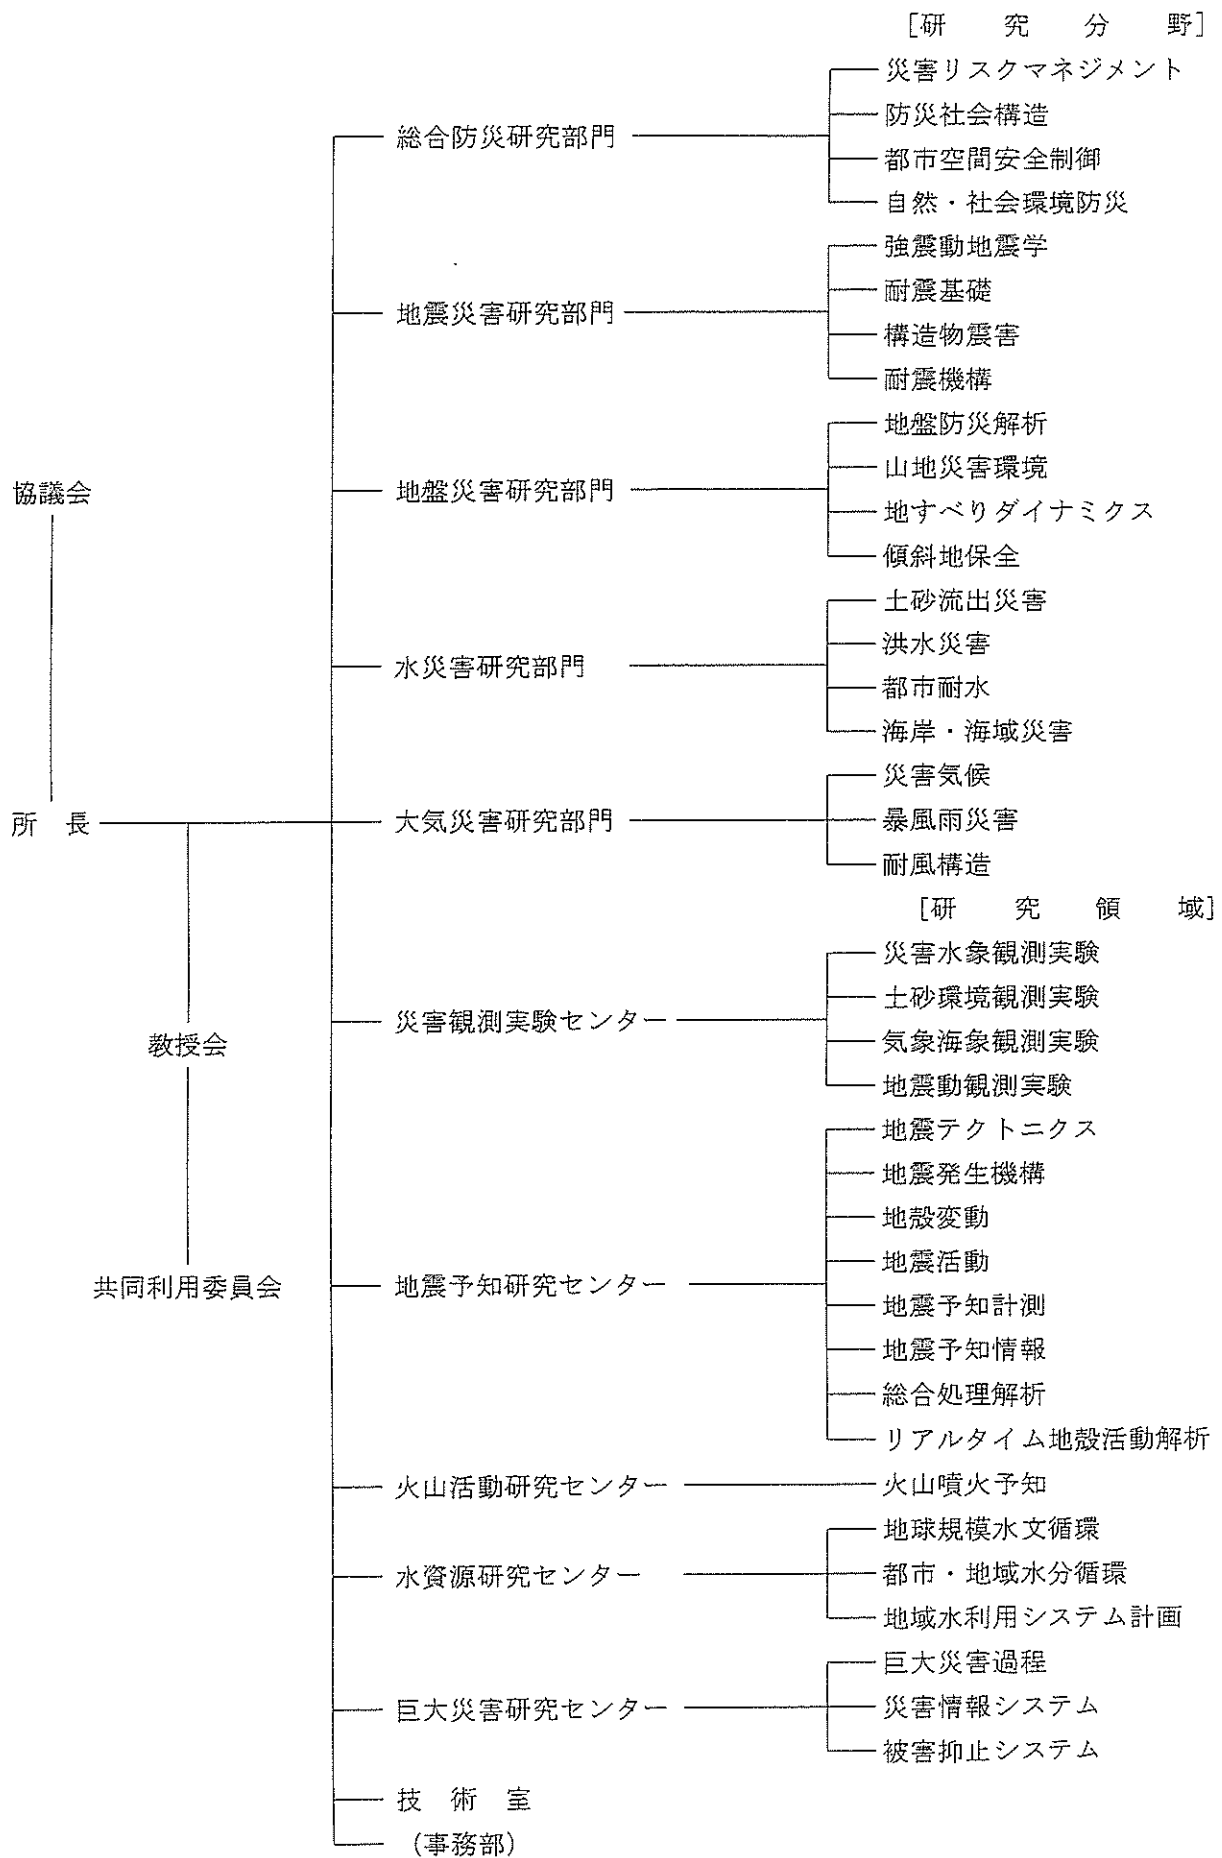 [研 究 分 野]
災害リスクマネジメント
防災社会構造
総合防災研究部門
都市空間安全制御
自然・社会環境防災
強震動地震学
耐震基礎
地震災害研究部門
構造物震害
耐震機構
地盤防災解析
山地災害環境
協議会
地盤災害研究部門
地すべりダイナミクス
傾斜地保全
土砂流出災害
洪水災害
水災害研究部門
都市耐水
海岸・海域災害
災害気候
所 長
大気災害研究部門
暴風雨災害
耐風構造
[研 究 領 域]
災害水象観測実験
土砂環境観測実験
災害観測実験センター
気象海象観測実験
教授会
地震動観測実験
地震テクトニクス
地震発生機構
地殻変動
地震活動
共同利用委員会
地震予知研究センター
地震予知計測
地震予知情報
総合処理解析
リアルタイム地殻活動解析
火山活動研究センター
火山噴火予知
地球規模水文循環
水資源研究センター
都市・地域水分循環
地域水利用システム計画
巨大災害過程
巨大災害研究センター
災害情報システム
被害抑止システム
技 術 室
(事務部)